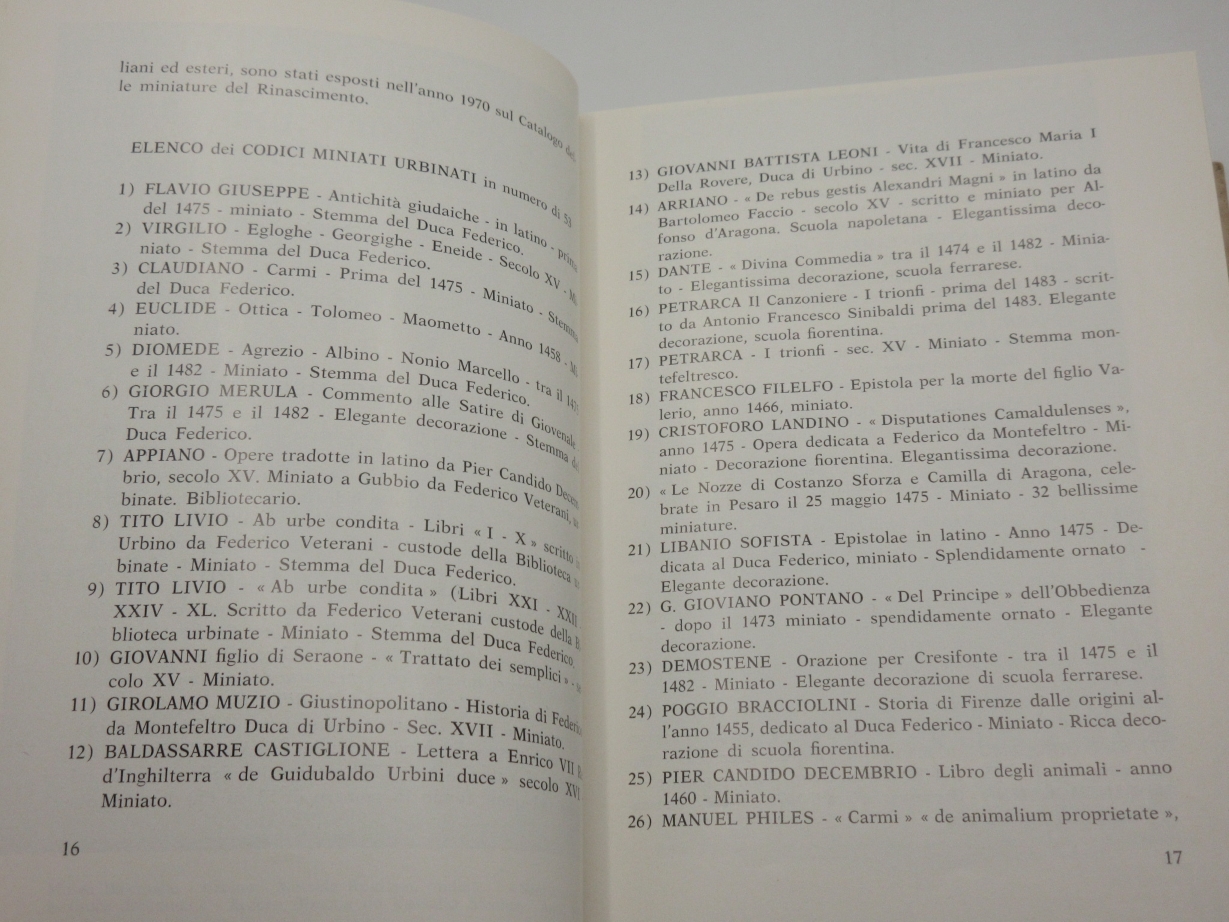 liani ed esteri, sono stati esposti nell'anno 1970 sul Catalogo del
le miniature del Rinascimento.
ELENCO dei CODICI MINIATI URBINATI in numero di 53
1) FLAVIO GIUSEPPE - Antichità giudaiche - in latino - prima
del 1475 - miniato - Stemma del Duca Federico.
2) VIRGILIO - Egloghe - Georgighe - Eneide - Secolo XV - Mi
niato - Stemma del Duca Federico.
3) CLAUDIANO - Carmi - Prima del 1475 - Miniato - Stemma
del Duca Federico.
4) EUCLIDE - Ottica - Tolomeo - Maometto - Anno 1458 - Mi
niato.
5) DIOMEDE - Agrezio - Albino - Nonio Marcello - tra il 1475
e il 1482 - Miniato - Stemma del Duca Federico.
6) GIORGIO MERULA - Commento alle Satire di Giovenale
Tra il 1475 e il 1482 - Elegante decorazione - Stemma del
Duca Federico.
7) APPIANO - Opere tradotte in latino da Pier Candido Decem
brio, secolo XV. Miniato a Gubbio da Federico Veterani, ur
binate. Bibliotecario.
8) TITO LIVIO - Ab urbe condita - Libri « I - X » scritto in
Urbino da Federico Veterani - custode della Biblioteca ur
binate - Miniato - Stemma del Duca Federico.
9) TITO LIVIO - « Ab urbe condita » (Libri XXI - XXII
XXIV - XL. Scritto da Federico Veterani custode della Bi
blioteca urbinate - Miniato - Stemma del Duca Federico.
10) GIOVANNI figlio di Seraone - « Trattato dei semplici » - se
colo XV - Miniato.
11) GIROLAMO MUZIO - Giustinopolitano - Historia di Federico
da Montefeltro Duca di Urbino - Sec. XVII - Miniato.
12) BALDASSARRE CASTIGLIONE - Lettera a Enrico VII R
d'Inghilterra « de Guidubaldo Urbini duce » secolo XVI
Miniato.
16
13) GIOVANNI BATTISTA LEONI - Vita di Francesco Maria I
Della Rovere, Duca di Urbino - sec. XVII - Miniato.
14) ARRIANO - « De rebus gestis Alexandri Magni » in latino da
Bartolomeo Faccio - secolo XV - scritto e miniato per Al-
fonso d'Aragona. Scuola napoletana - Elegantissima deco-
razione.
15) DANTE - « Divina Commedia » tra il 1474 e il 1482 - Minia-
to - Elegantissima decorazione, scuola ferrarese.
16) PETRARCA Il Canzoniere - I trionfi - prima del 1483 - scrit-
to da Antonio Francesco Sinibaldi prima del 1483. Elegante
decorazione, scuola fiorentina.
17) PETRARCA - I trionfi - sec. XV - Miniato - Stemma mon-
tefeltresco.
18) FRANCESCO FILELFO - Epistola per la morte del figlio Va-
lerio, anno 1466, miniato.
19) CRISTOFORO LANDINO - « Disputationes Camaldulenses »,
anno 1475 - Opera dedicata a Federico da Montefeltro - Mi-
niato - Decorazione fiorentina. Elegantissima decorazione.
20) « Le Nozze di Costanzo Sforza e Camilla di Aragona, cele-
brate in Pesaro il 25 maggio 1475 - Miniato - 32 bellissime
miniature.
21) LIBANIO SOFISTA - Epistolae in latino - Anno 1475 - De-
dicata al Duca Federico, miniato - Splendidamente ornato -
Elegante decorazione.
22) G. GIOVIANO PONTANO - « Del Principe » dell'Obbedienza
- dopo il 1473 miniato - spendidamente ornato - Elegante
decorazione.
23) DEMOSTENE - Orazione per Cresifonte - tra il 1475 e il
1482 - Miniato - Elegante decorazione di scuola ferrarese.
24) POGGIO BRACCIOLINI - Storia di Firenze dalle origini al-
l'anno 1455, dedicato al Duca Federico - Miniato - Ricca deco-
razione di scuola fiorentina.
25) PIER CANDIDO DECEMBRIO - Libro degli animali - anno
1460 - Miniato.
26) MANUEL PHILES - « Carmi » « de animalium proprietate »,
17